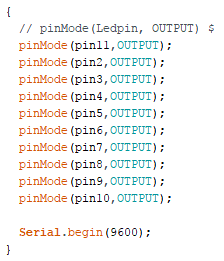 {
// pinMode(Ledpin, OUTPUT) $
pinMode(pin11,OUTPUT);
pinMode(pin2,OUTPUT);
pinMode(pin3,OUTPUT);
pinMode(pin4,OUTPUT);
pinMode(pin5,OUTPUT);
pinMode(pin6,OUTPUT);
pinMode(pin7,OUTPUT);
pinMode(pin8,OUTPUT);
pinMode(pin9,OUTPUT);
pinMode(pin10,OUTPUT);
Serial.begin(9600);
}